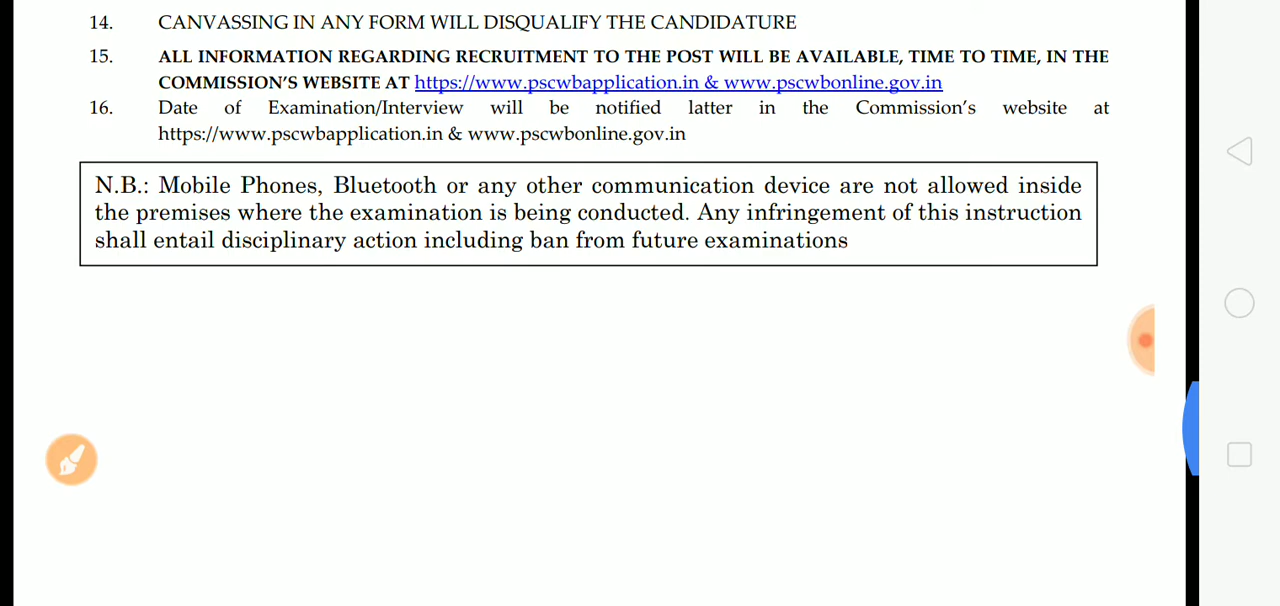 14. CANVASSING IN ANY FORM WILL DISQUALIFY THE CANDIDATURE
15. ALL INFORMATION REGARDING RECRUITMENT TO THE POST WILL BE AVAILABLE, TIME TO TIME, IN THE
COMMISSION'S WEBSITE AT https://www.pscwbapplication.in & www.pscwbonline.gov.in
16. Date of Examination/Interview will be notified latter in the Commission's website at
https://www.pscwbapplication.in & www.pscwbonline.gov.in
N.B.: Mobile Phones, Bluetooth or any other communication device are not allowed inside
the premises where the examination is being conducted. Any infringement of this instruction
shall entail disciplinary action including ban from future examinations